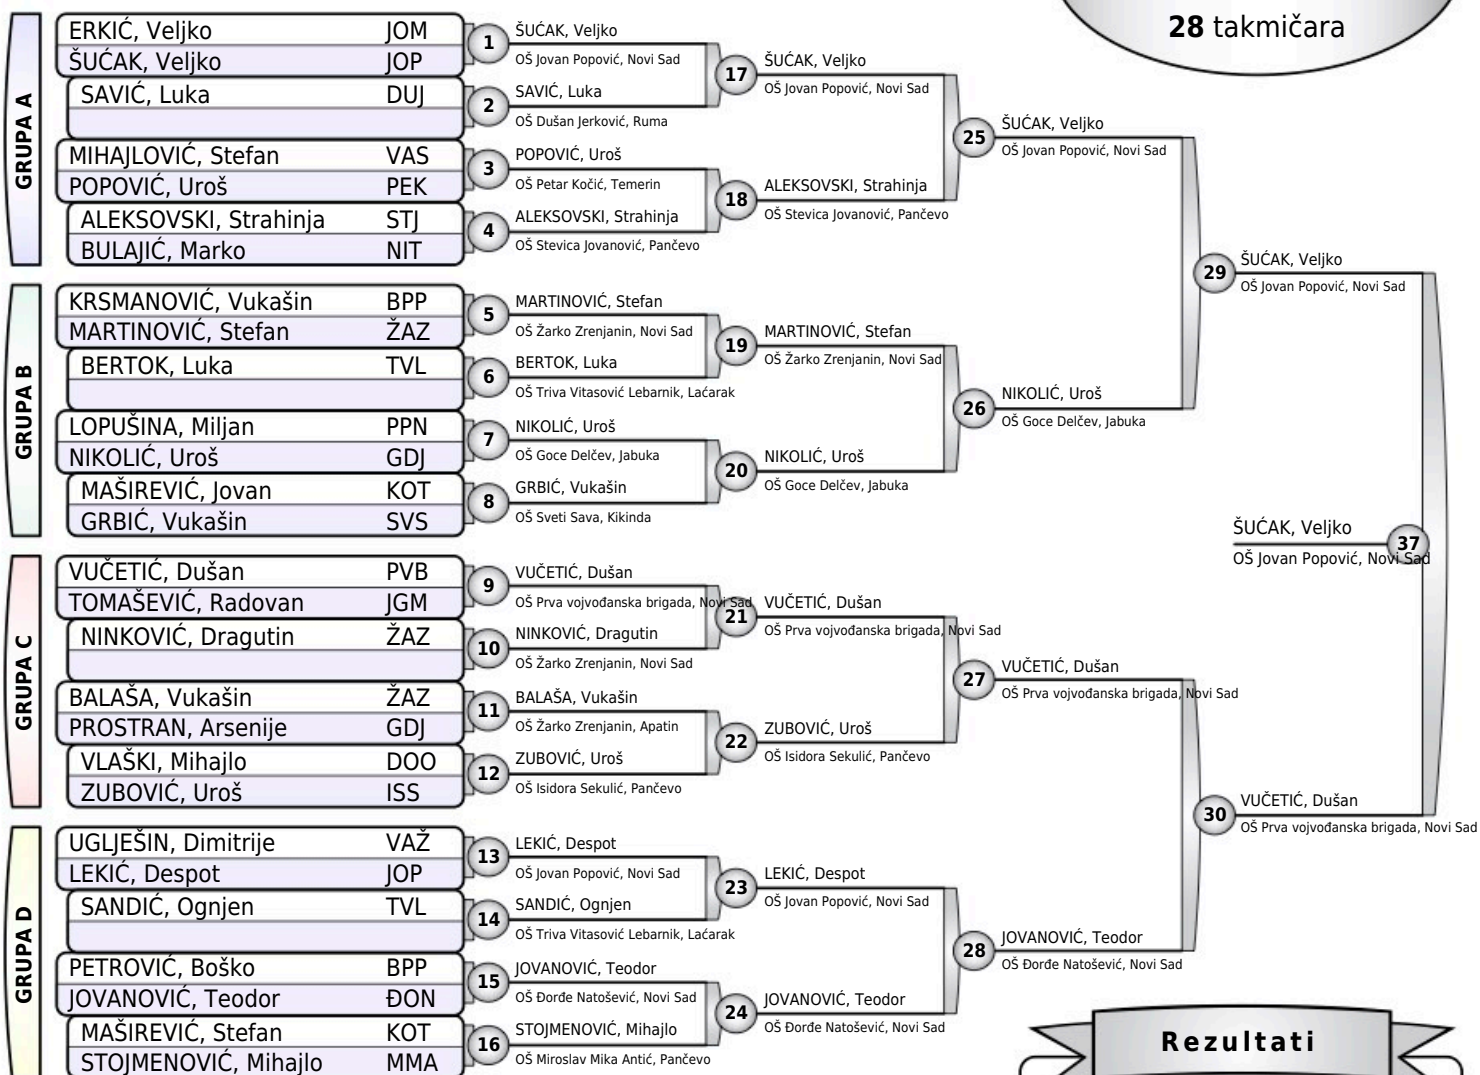 28 takmičara
GRUPA A
ERKIĆ, Veljko JOM
ŠUĆAK, Veljko JOP
SAVIĆ, Luka DUJ
MIHAJLOVIĆ, Stefan VAS
POPOVIĆ, Uroš PEK
ALEKSOVSKI, Strahinja STJ
BULAJIĆ, Marko NIT
GRUPA B
KRSMANOVIĆ, Vukašin BPP
MARTINOVIĆ, Stefan ŽAZ
BERTOK, Luka TVL
LOPUŠINA, Miljan PPN
NIKOLIĆ, Uroš GDJ
MAŠIREVIĆ, Jovan KOT
GRBIĆ, Vukašin SVS
GRUPA C
VUČETIĆ, Dušan PVB
TOMAŠEVIĆ, Radovan JGM
NINKOVIĆ, Dragutin ŽAZ
BALAŠA, Vukašin ŽAZ
PROSTRAN, Arsenije GDJ
VLAŠKI, Mihajlo DOO
ZUBOVIĆ, Uroš ISS
GRUPA D
UGLJEŠIN, Dimitrije VAŽ
LEKIĆ, Despot JOP
SANDIĆ, Ognjen TVL
PETROVIĆ, Boško BPP
JOVANOVIĆ, Teodor ĐON
MAŠIREVIĆ, Stefan KOT
STOJMENOVIĆ, Mihajlo MMA
1 ŠUĆAK, Veljko
OŠ Jovan Popović, Novi Sad
2 SAVIĆ, Luka
OŠ Dušan Jerković, Ruma
3 POPOVIĆ, Uroš
OŠ Petar Kočić, Temerin
4 ALEKSOVSKI, Strahinja
OŠ Stevica Jovanović, Pančevo
5 MARTINOVIĆ, Stefan
OŠ Žarko Zrenjanin, Novi Sad
6 BERTOK, Luka
OŠ Triva Vitasović Lebarnik, Laćarak
7 NIKOLIĆ, Uroš
OŠ Goce Delčev, Jabuka
8 GRBIĆ, Vukašin
OŠ Sveti Sava, Kikinda
9 VUČETIĆ, Dušan
OŠ Prva vojvođanska brigada, Novi Sad
10 NINKOVIĆ, Dragutin
OŠ Žarko Zrenjanin, Novi Sad
11 BALAŠA, Vukašin
OŠ Žarko Zrenjanin, Apatin
12 ZUBOVIĆ, Uroš
OŠ Isidora Sekulić, Pančevo
13 LEKIĆ, Despot
OŠ Jovan Popović, Novi Sad
14 SANDIĆ, Ognjen
OŠ Triva Vitasović Lebarnik, Laćarak
15 JOVANOVIĆ, Teodor
OŠ Đorđe Natošević, Novi Sad
16 STOJMENOVIĆ, Mihajlo
OŠ Miroslav Mika Antić, Pančevo
17 ŠUĆAK, Veljko
OŠ Jovan Popović, Novi Sad
18 ALEKSOVSKI, Strahinja
OŠ Stevica Jovanović, Pančevo
19 MARTINOVIĆ, Stefan
OŠ Žarko Zrenjanin, Novi Sad
20 NIKOLIĆ, Uroš
OŠ Goce Delčev, Jabuka
21 VUČETIĆ, Dušan
OŠ Prva vojvođanska brigada, Novi Sad
22 ZUBOVIĆ, Uroš
OŠ Isidora Sekulić, Pančevo
23 LEKIĆ, Despot
OŠ Jovan Popović, Novi Sad
24 JOVANOVIĆ, Teodor
OŠ Đorđe Natošević, Novi Sad
25 ŠUĆAK, Veljko
OŠ Jovan Popović, Novi Sad
26 NIKOLIĆ, Uroš
OŠ Goce Delčev, Jabuka
27 VUČETIĆ, Dušan
OŠ Prva vojvođanska brigada, Novi Sad
28 JOVANOVIĆ, Teodor
OŠ Đorđe Natošević, Novi Sad
29 ŠUĆAK, Veljko
OŠ Jovan Popović, Novi Sad
30 VUČETIĆ, Dušan
OŠ Prva vojvođanska brigada, Novi Sad
ŠUĆAK, Veljko 37
OŠ Jovan Popović, Novi Sad
Rezultati